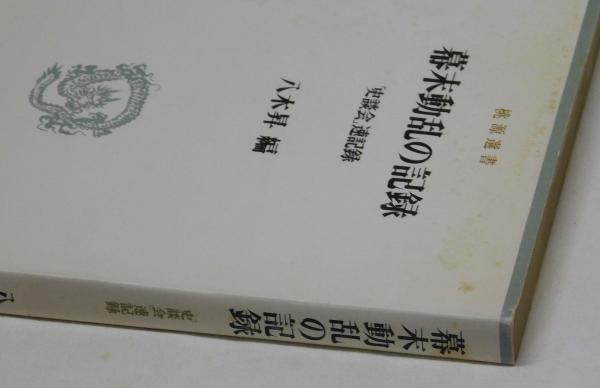 桃源選書
幕末動乱の記録
「史談会」速記録
八木昇 編
幕末動乱の記録
「史談会」速記録
八